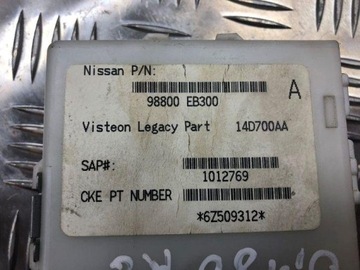 Nissan P/N:
98800 EB300
A
Visteon Legacy Part 14D700AA
SAP#:
1012769
CKE PT NUMBER
*6Z509312*